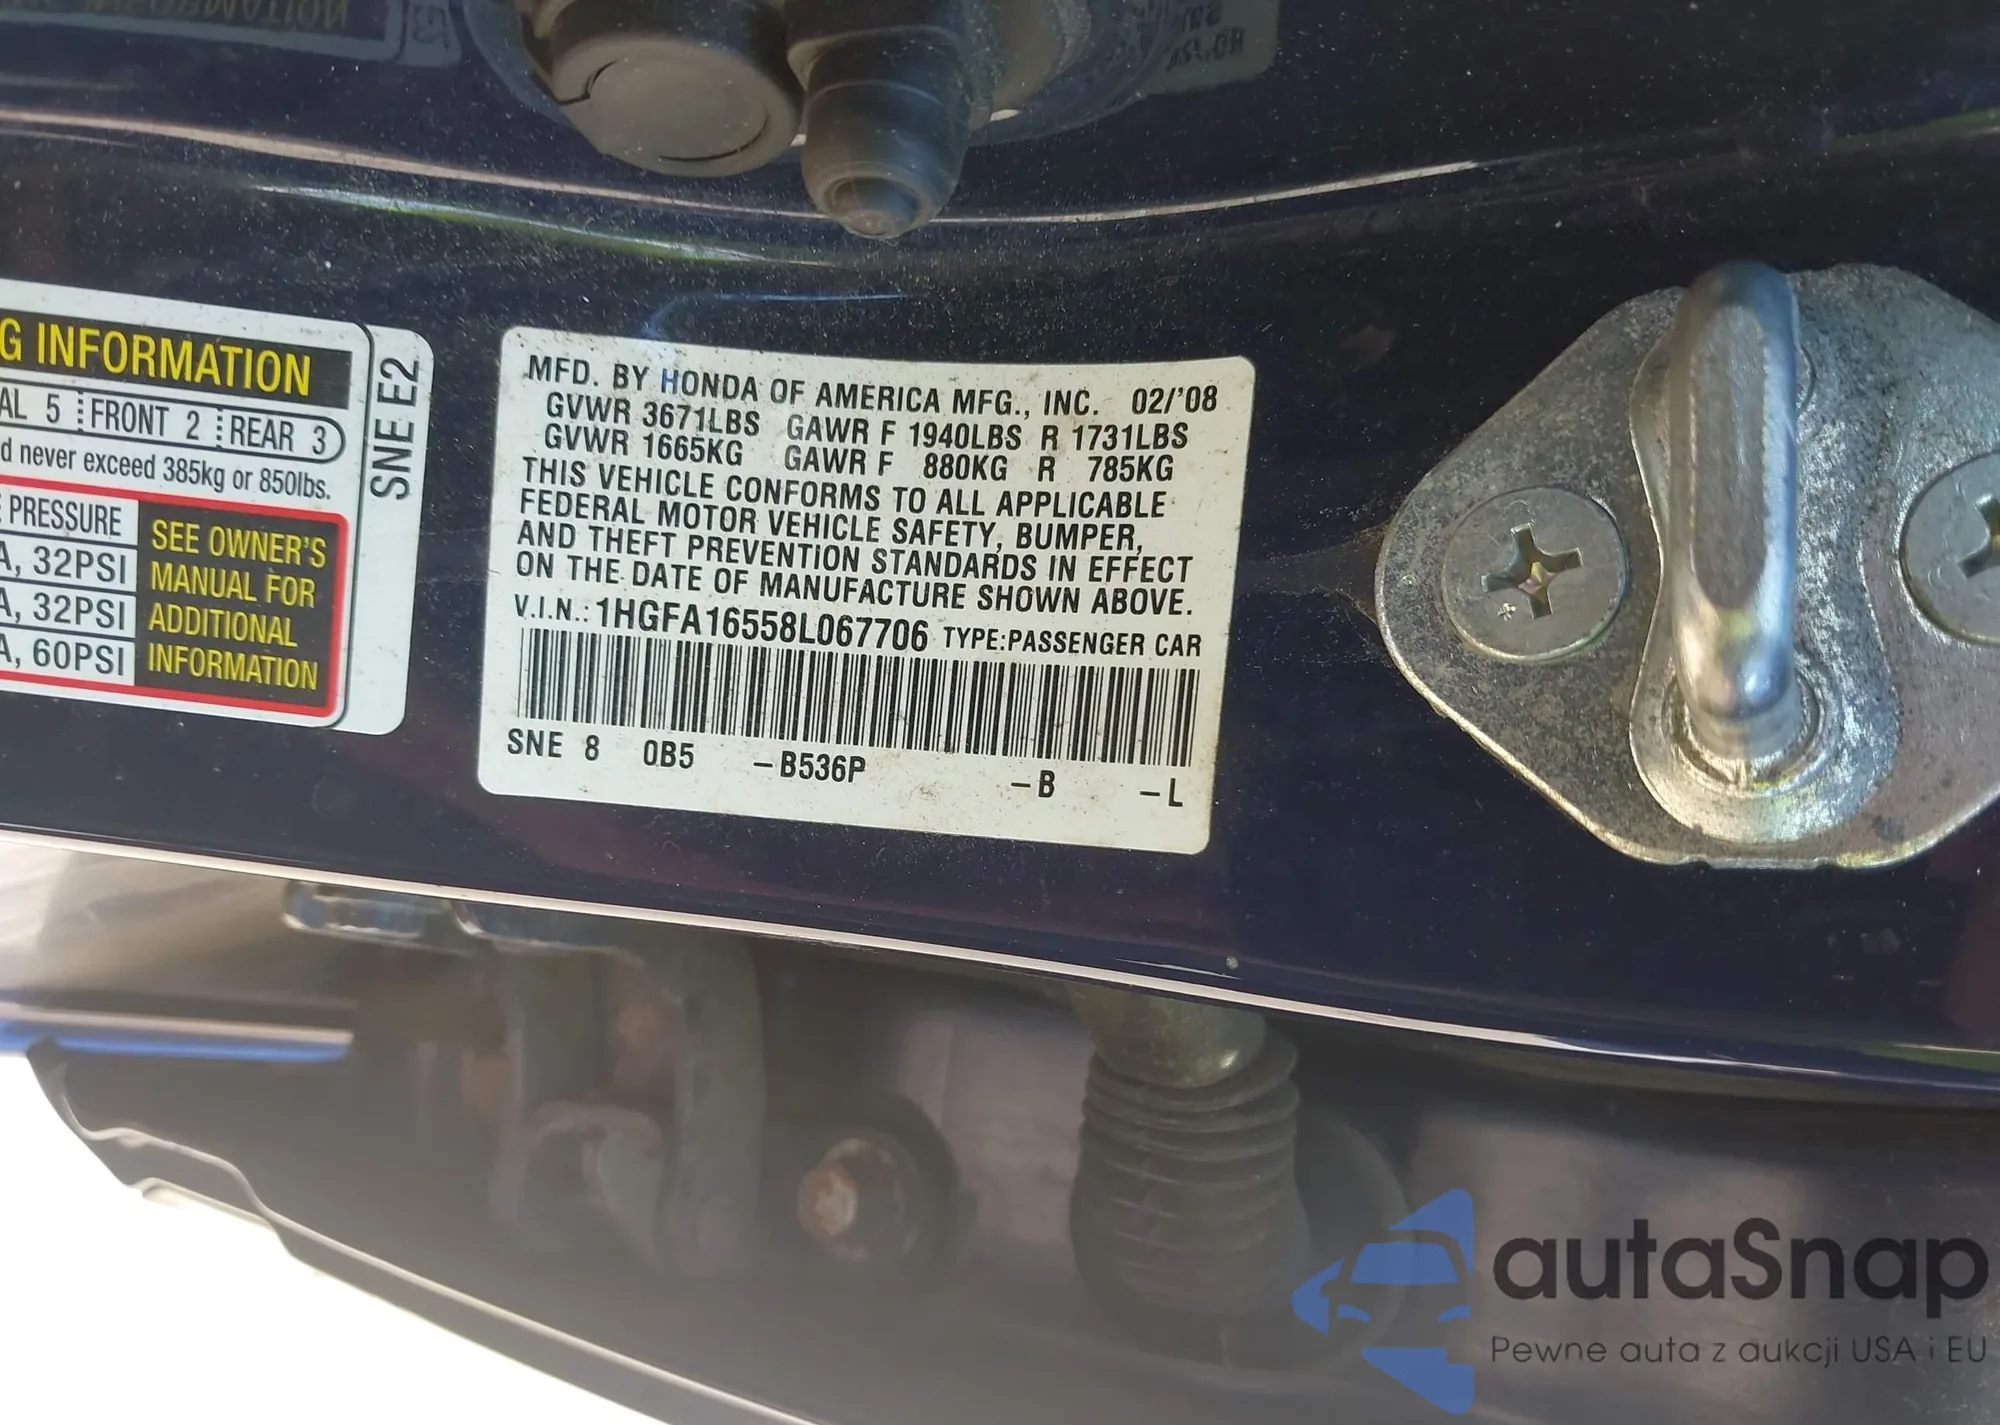 G INFORMATION
AL 5 FRONT 2 REAR 3
d never exceed 385kg or 850lbs.
PRESSURE
A, 32PSI
A, 32PSI
A, 60PSI
SEE OWNER'S
MANUAL FOR
ADDITIONAL
INFORMATION
SNE E2
MFD. BY HONDA OF AMERICA MFG., INC. 02/'08
GVWR 3671LBS GAWR F 1940LBS R 1731LBS
GVWR 1665KG GAWR F 880KG R 785KG
THIS VEHICLE CONFORMS TO ALL APPLICABLE
FEDERAL MOTOR VEHICLE SAFETY, BUMPER,
AND THEFT PREVENTION STANDARDS IN EFFECT
ON THE DATE OF MANUFACTURE SHOWN ABOVE.
V.I.N.: 1HGFA16558L067706 TYPE:PASSENGER CAR
SNE 8 0B5 –B536P –B –L
autaSnap
Pewne auta z aukcji USA i EU